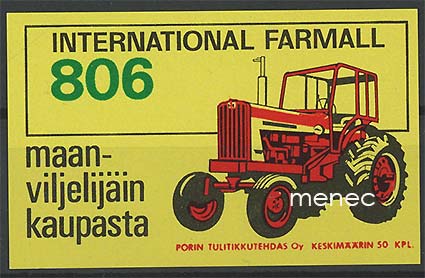 INTERNATIONAL FARMALL
806
maan-
viljelijäin
kaupasta
menec
PORIN TULITIKKUTEHDAS Oy KESKIMÄÄRIN 50 KPL.